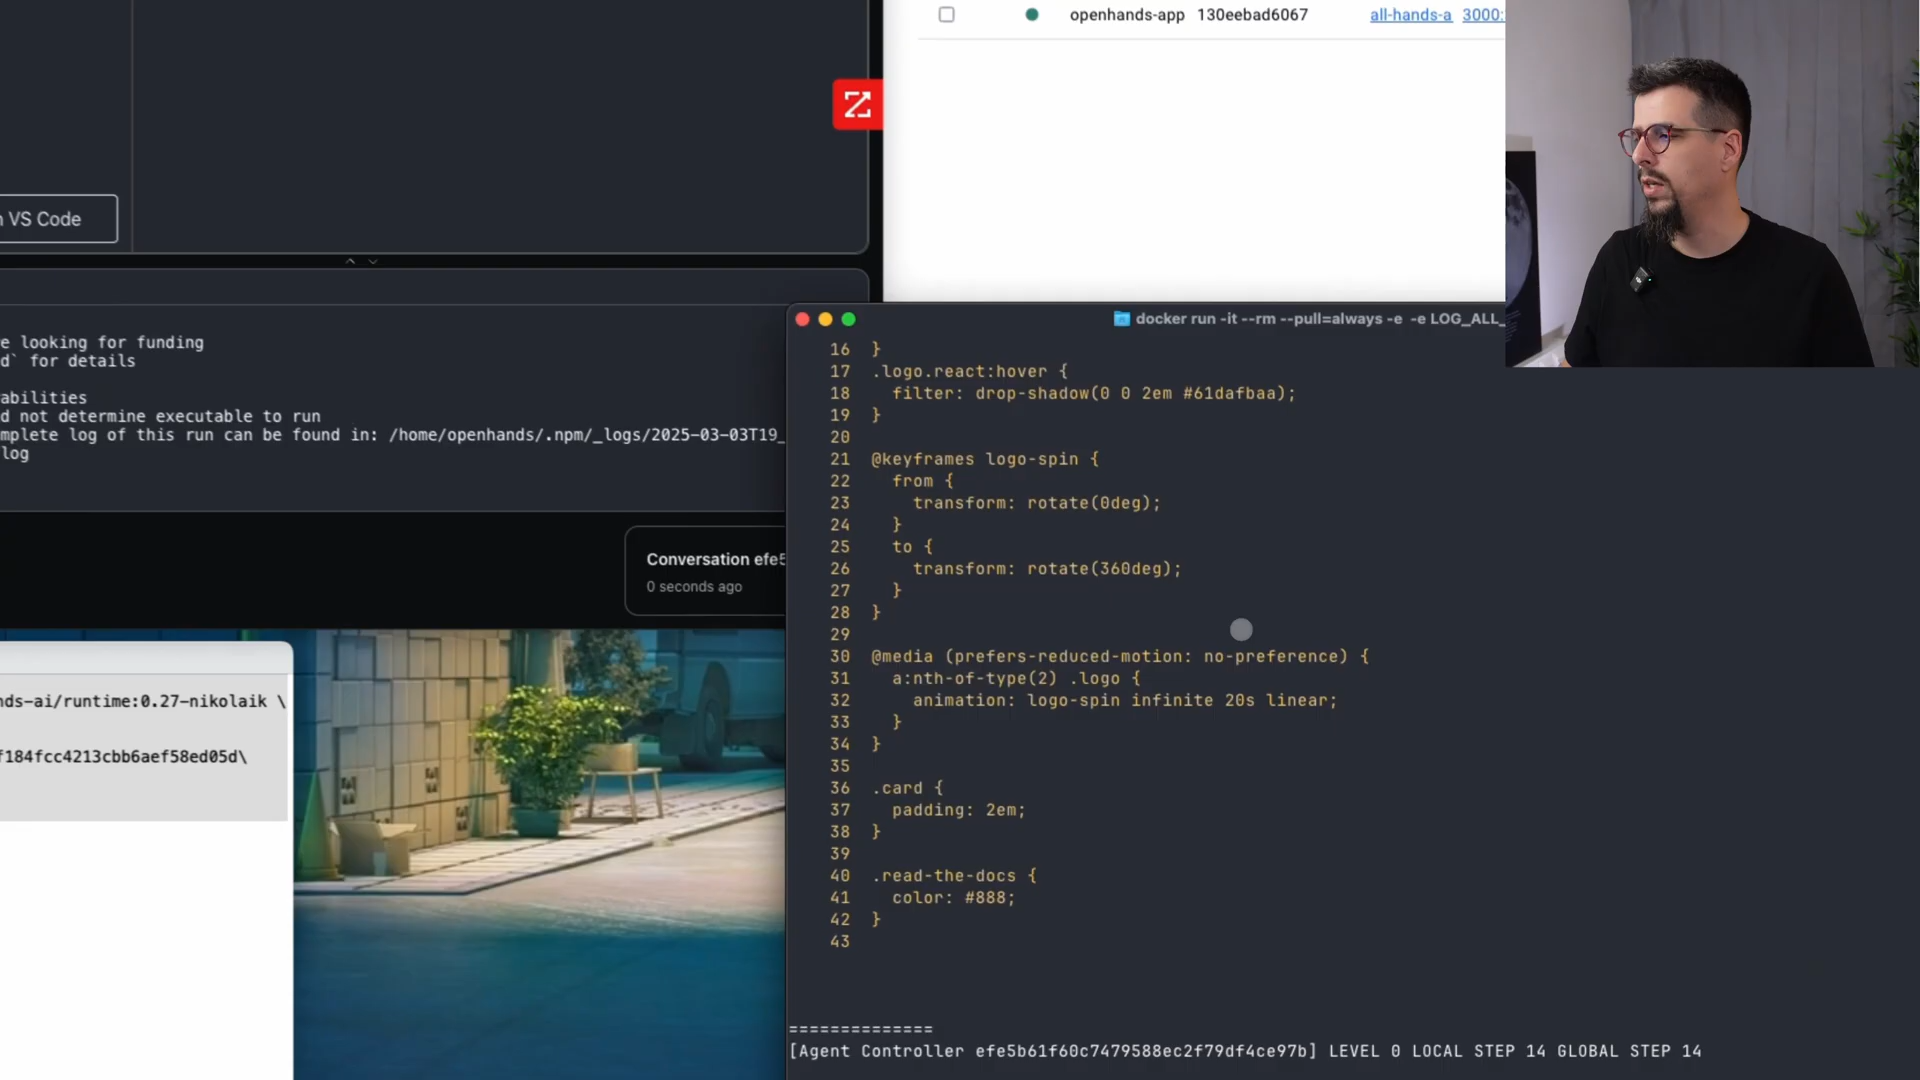 openhands-app 130eebad6067 all-hands-a 3000:
VS Code
e looking for funding
d` for details
abilities
d not determine executable to run
mplete log of this run can be found in: /home/openhands/.npm/_logs/2025-03-03T19_
log
Conversation efe5
0 seconds ago
nds-ai/runtime:0.27-nikolaik \
f184fcc4213cbb6aef58ed05d\
docker run -it --rm --pull=always -e  -e LOG_ALL_
16 }
17 .logo.react:hover {
18 filter: drop-shadow(0 0 2em #61dafbaa);
19 }
20
21 @keyframes logo-spin {
22 from {
23 transform: rotate(0deg);
24 }
25 to {
26 transform: rotate(360deg);
27 }
28 }
29
30 @media (prefers-reduced-motion: no-preference) {
31 a:nth-of-type(2) .logo {
32 animation: logo-spin infinite 20s linear;
33 }
34 }
35
36 .card {
37 padding: 2em;
38 }
39
40 .read-the-docs {
41 color: #888;
42 }
43
==============
[Agent Controller efe5b61f60c7479588ec2f79df4ce97b] LEVEL 0 LOCAL STEP 14 GLOBAL STEP 14